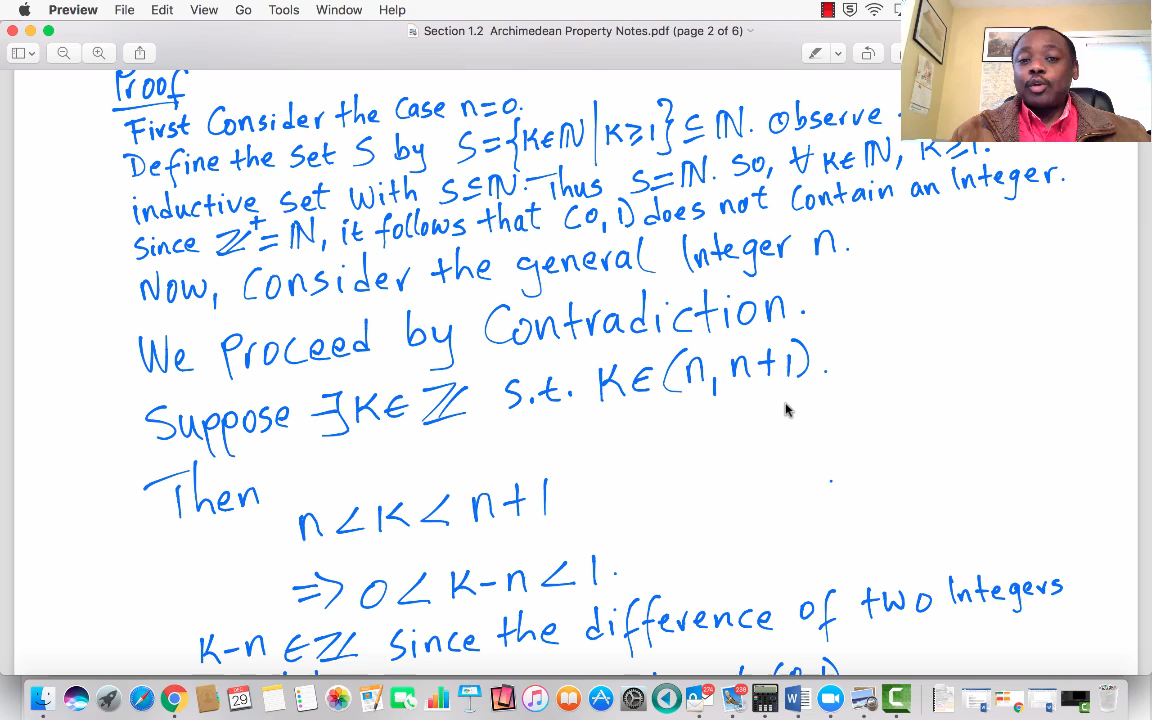 Preview File Edit View Go Tools Window Help
Section 1.2 Archimedean Property Notes.pdf (page 2 of 6)
Proof
First Consider the Case n=0.
Define the Set S by S={K∈ℕ|K≥1}⊆ℕ. Observe
inductive set with S⊆ℕ. Thus S=ℕ. So, ∀K∈ℕ, K≥1.
Since ℤ⁺=ℕ, it follows that (0,1) does not contain an Integer.
Now, Consider the general Integer n.
We Proceed by Contradiction.
Suppose ∃K∈ℤ s.t. K∈(n, n+1).
Then
n<K<n+1
=> 0<K-n<1.
K-n∈ℤ since the difference of two Integers
29
274
238